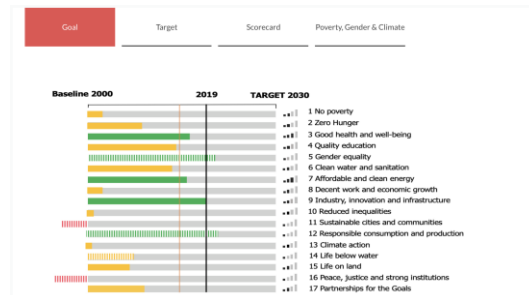 Goal
Target
Scorecard
Poverty, Gender & Climate
Baseline 2000
2019
TARGET 2030
1 No poverty
2 Zero Hunger
3 Good health and well-being
4 Quality education
5 Gender equality
6 Clean water and sanitation
7 Affordable and clean energy
8 Decent work and economic growth
9 Industry, innovation and infrastructure
10 Reduced inequalities
11 Sustainable cities and communities
12 Responsible consumption and production
13 Climate action
14 Life below water
15 Life on land
16 Peace, justice and strong institutions
17 Partnerships for the Goals